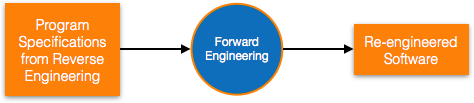 Program
Specifications
from Reverse
Engineering
Forward
Engineering
Re-engineered
Software